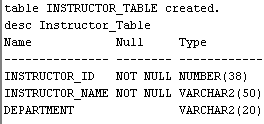 table INSTRUCTOR_TABLE created.
desc Instructor_Table
Name            Null     Type
--------------- -------- ------------
INSTRUCTOR_ID   NOT NULL NUMBER(38)
INSTRUCTOR_NAME NOT NULL VARCHAR2(50)
DEPARTMENT               VARCHAR2(20)